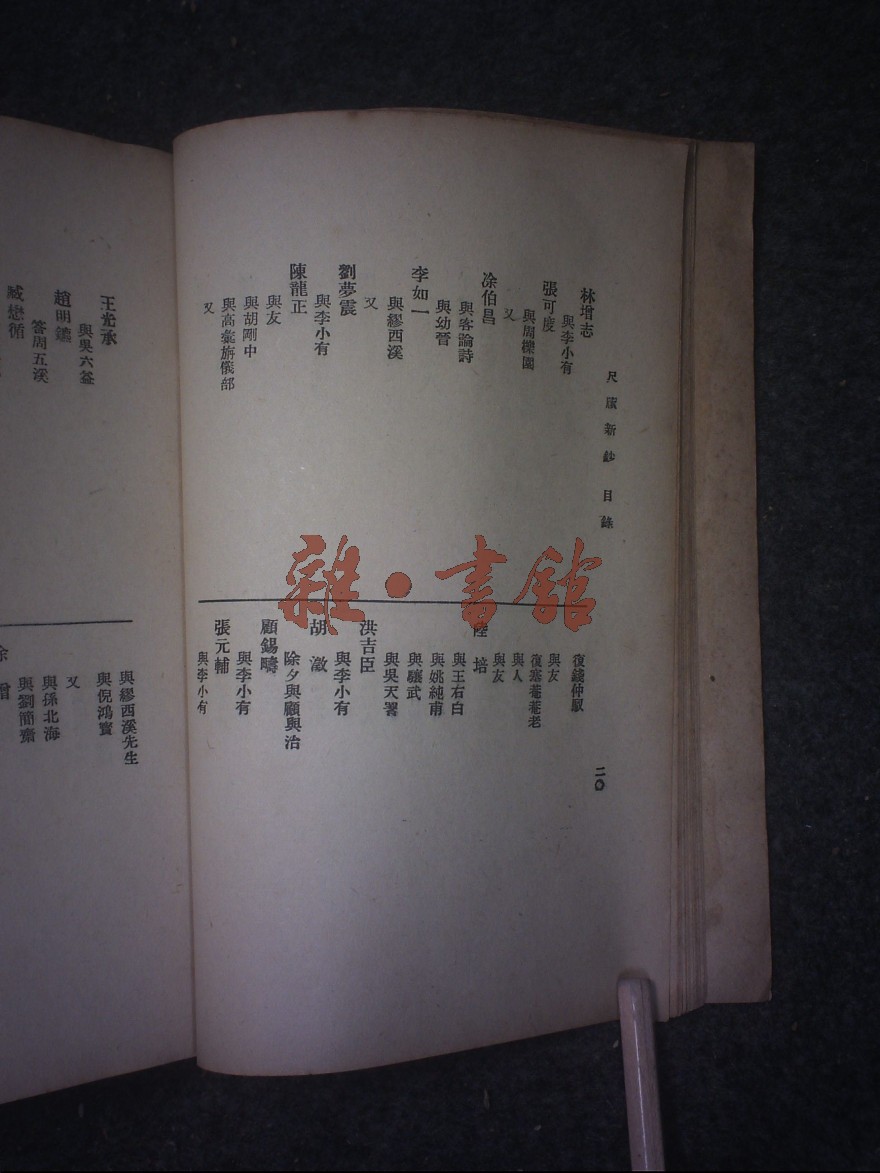 尺牘新鈔 目錄
二〇
林增志
與李小有
張可度
與周櫟園
又
涂伯昌
與客論詩
與幼晉
李如一
與繆西溪
又
劉夢震
與李小有
陳龍正
與友
與胡剛中
與高彙旃儀部
又
復錢仲馭
與友
復塞菴菴老
與人
與友
陸 培
與王右白
與姚純甫
與驤武
與吳天署
洪吉臣
與李小有
胡 澂
除夕與顧與治
顧錫疇
與李小有
張元輔
與李小有
雜·書館
王光承
與吳六益
趙明鑣
答周五溪
臧懋循
與繆西溪先生
與倪鴻寶
又
與孫北海
與劉簡齋